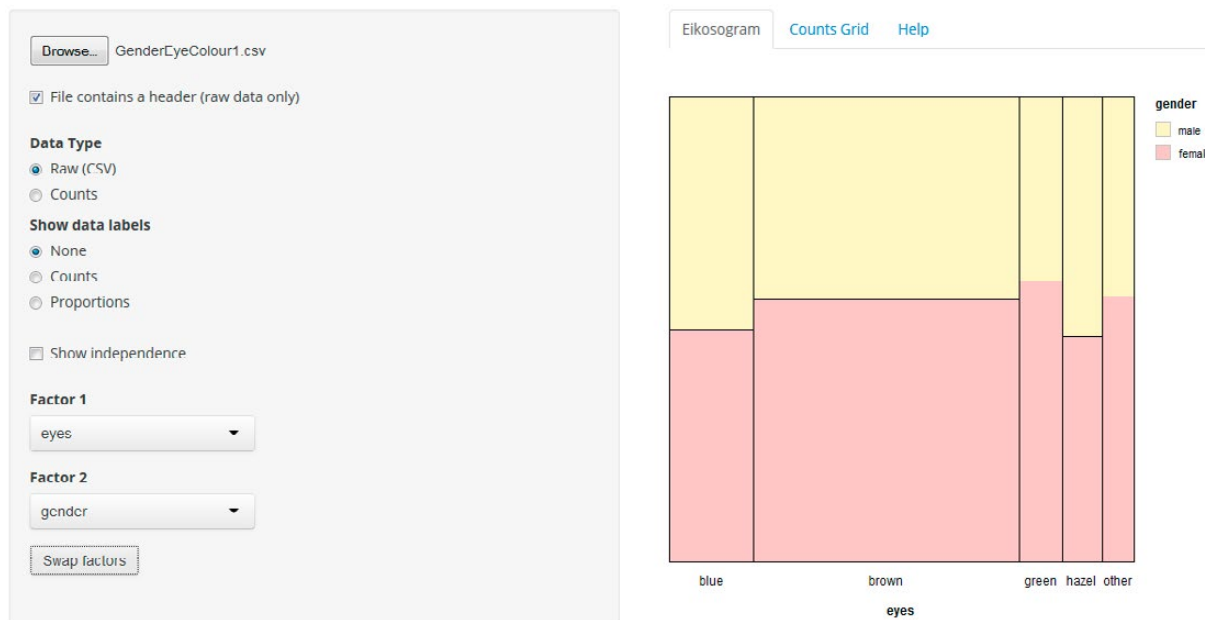 Browse... GenderEyeColour1.csv
File contains a header (raw data only)
Data Type
Raw (CSV)
Counts
Show data labels
None
Counts
Proportions
Show independence
Factor 1
eyes
Factor 2
gender
Swap factors
Eikosogram Counts Grid Help
gender
male
femal
blue brown green hazel other
eyes